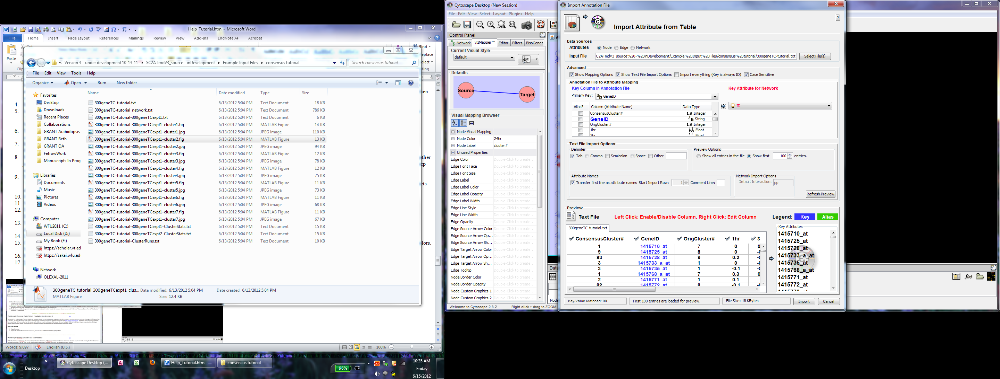 Help_Tutorial.htm - Microsoft Word
File Home Insert Page Layout References Mailings Review View Add-Ins EndNote X4 Acrobat
Paste
Find
« Version 3 - under development 10-13-11 ▸ SC2ATmdV3_source - inDevelopment ▸ Example Input Files ▸ consensus tutorial
Search consensus tutorial
File Edit View Tools Help
Organize Open Burn New folder
Favorites
Desktop
Downloads
Recent Places
Collaborations
GRANT Arabidopsis
GRANT Beth
GRANT OA
FetrowWork
Manuscripts In Prog
Libraries
Documents
Music
Pictures
Videos
Computer
WFU2011 (C:)
Local Disk (D:)
My Book (F:)
https://scholar.vt.ed
https://sakai.wfu.ed
Network
OLEXAL-2011
Name Date modified Type Size
300geneTC-tutorial.txt 6/13/2012 5:04 PM Text Document 18 KB
300geneTC-tutorial_network.txt 6/13/2012 5:04 PM Text Document 786 KB
300geneTC-tutorial-300geneTCexpt1.txt 6/13/2012 5:04 PM Text Document 6 KB
300geneTC-tutorial-300geneTCexpt1-cluster1.fig 6/13/2012 5:04 PM MATLAB Figure 14 KB
300geneTC-tutorial-300geneTCexpt1-cluster1.jpg 6/13/2012 5:04 PM JPEG image 110 KB
300geneTC-tutorial-300geneTCexpt1-cluster2.fig 6/13/2012 5:04 PM MATLAB Figure 13 KB
300geneTC-tutorial-300geneTCexpt1-cluster2.jpg 6/13/2012 5:04 PM JPEG image 94 KB
300geneTC-tutorial-300geneTCexpt1-cluster3.fig 6/13/2012 5:04 PM MATLAB Figure 12 KB
300geneTC-tutorial-300geneTCexpt1-cluster3.jpg 6/13/2012 5:04 PM JPEG image 78 KB
300geneTC-tutorial-300geneTCexpt1-cluster4.fig 6/13/2012 5:04 PM MATLAB Figure 12 KB
300geneTC-tutorial-300geneTCexpt1-cluster4.jpg 6/13/2012 5:04 PM JPEG image 75 KB
300geneTC-tutorial-300geneTCexpt1-cluster5.fig 6/13/2012 5:04 PM MATLAB Figure 11 KB
300geneTC-tutorial-300geneTCexpt1-cluster5.jpg 6/13/2012 5:04 PM JPEG image 73 KB
300geneTC-tutorial-300geneTCexpt1-cluster6.fig 6/13/2012 5:04 PM MATLAB Figure 11 KB
300geneTC-tutorial-300geneTCexpt1-cluster6.jpg 6/13/2012 5:04 PM JPEG image 68 KB
300geneTC-tutorial-300geneTCexpt1-cluster7.fig 6/13/2012 5:04 PM MATLAB Figure 11 KB
300geneTC-tutorial-300geneTCexpt1-cluster7.jpg 6/13/2012 5:04 PM JPEG image 67 KB
300geneTC-tutorial-300geneTCexpt1-ClusterStats.txt 6/13/2012 5:04 PM Text Document 15 KB
300geneTC-tutorial-300geneTCexpt2-ClusterStats.txt 6/13/2012 5:04 PM Text Document 15 KB
300geneTC-tutorial-ClusterRuns.txt 6/13/2012 5:04 PM Text Document 10 KB
300geneTC-tutorial-300geneTCexpt1-clus... Date modified: 6/13/2012 5:04 PM Date created: 6/13/2012 5:04 PM
MATLAB Figure Size: 12.4 KB
4.
5.
6.
7.
8.
9.
10.
11.
12.
13.
14.
15.
16.
17.
Words: 9,097 English (U.S.) 100%
Desktop » Cytoscape Desktop (... Help_Tutorial.htm - ... consensus tutorial
96%
10:35 AM
Friday
6/15/2012
Cytoscape Desktop (New Session)
File Edit View Select Layout Plugins Help
Control Panel
Network VizMapper™ Editor Filters BisoGenet
Current Visual Style
default
Defaults
Source Target
Visual Mapping Browser
Node Visual Mapping
Node Color 24hr
Node Label cluster#
Unused Properties
Edge Color Double-Click to create...
Edge Font Face Double-Click to create...
Edge Font Size Double-Click to create...
Edge Label Double-Click to create...
Edge Label Color Double-Click to create...
Edge Label Opacity Double-Click to create...
Edge Label Width Double-Click to create...
Edge Line Style Double-Click to create...
Edge Line Width Double-Click to create...
Edge Opacity Double-Click to create...
Edge Source Arrow Color Double-Click to create...
Edge Source Arrow Op... Double-Click to create...
Edge Source Arrow Sh... Double-Click to create...
Edge Target Arrow Color Double-Click to create...
Edge Target Arrow Op... Double-Click to create...
Edge Target Arrow Sh... Double-Click to create...
Edge Tooltip Double-Click to create...
Node Border Color Double-Click to create...
Node Border Opacity Double-Click to create...
Node Custom Graphics 1 Double-Click to create...
Node Custom Graphics 2 Double-Click to create...
Welcome to Cytoscape 2.8.2 Right-click + drag to ZOOM
Import Annotation File
Import Attribute from Table
Data Sources
Attributes Node Edge Network
Input File C2ATmdV3_source%20-%20inDevelopment/Example%20Input%20Files/consensus%20tutorial/300geneTC-tutorial.txt Select File(s)
Advanced
Show Mapping Options Show Text File Import Options Import everything (Key is always ID) Case Sensitive
Annotation File to Attribute Mapping
Key Column in Annotation File Key Attribute for Network
Primary Key: GeneID
Alias? Column (Attribute Name) Data Type
ID
ConsensusCluster# 1..9 Integer
GeneID ab String
OrigCluster# 1..9 Integer
1hr Float
3hr Float
Text File Import Options
Delimiter
Tab Comma Semicolon Space Other
Preview Options
Show all entries in the file Show first 100 entries.
Attribute Names
Transfer first line as attribute names Start Import Row: 1 Comment Line:
Network Import Options
Default Interaction: pp
Refresh Preview
Preview
Text File Left Click: Enable/Disable Column, Right Click: Edit Column Legend: Key Alias
300geneTC-tutorial.txt
ConsensusCluster# GeneID OrigCluster# 1hr 3
1 1415710_at 7 0 0
9 1415725_at 8 0 -0
83 1415728_at 9 0.2 -0
3 1415733_a_at 1 0 -0
3 1415735_at 1 -0.1 -0
1 1415768_a_at 7 0.3 0
2 1415771_at 1 0.1
82 1415772_at 8 -0.1 -0
Key Attributes
1415710_at
1415725_at
1415728_at
1415733_a_at
1415735_at
1415768_a_at
1415771_at
1415772_at
Key-Value Matched: 99 First 100 entries are loaded for preview. File Size: 18 KBytes Import Cancel